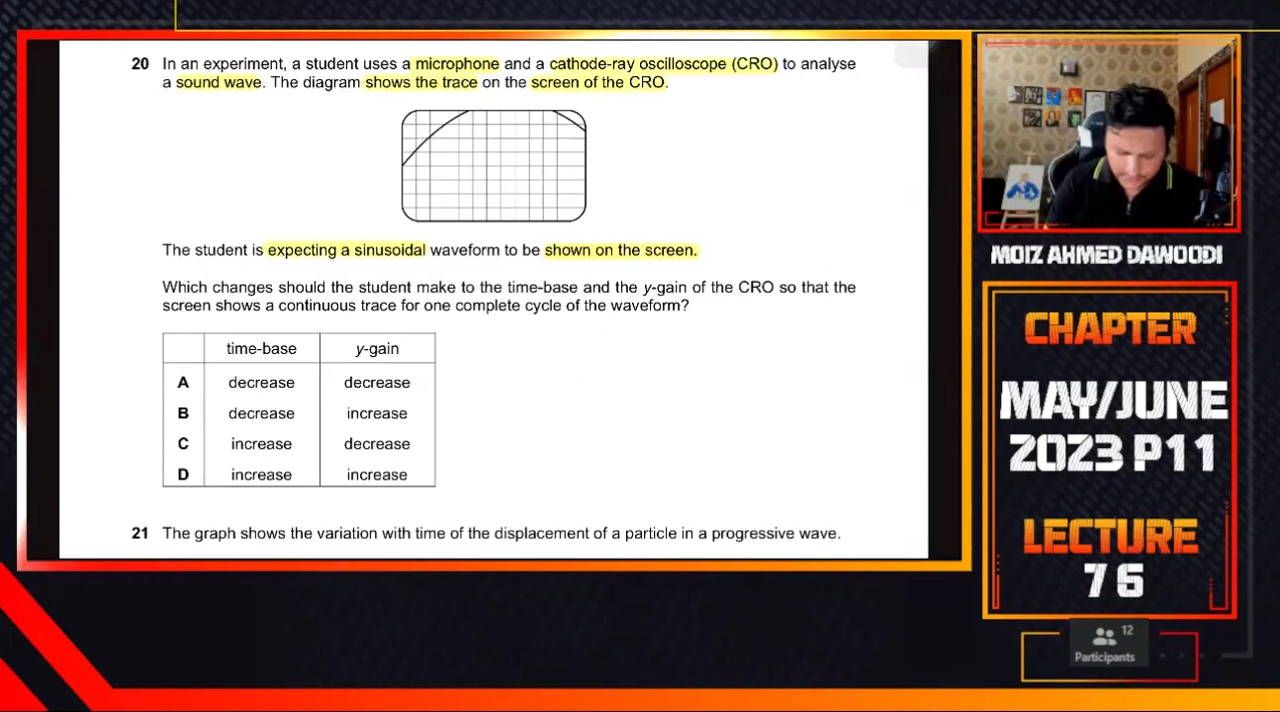 20 In an experiment, a student uses a microphone and a cathode-ray oscilloscope (CRO) to analyse
a sound wave. The diagram shows the trace on the screen of the CRO.
The student is expecting a sinusoidal waveform to be shown on the screen.
Which changes should the student make to the time-base and the y-gain of the CRO so that the
screen shows a continuous trace for one complete cycle of the waveform?
time-base y-gain
A decrease decrease
B decrease increase
C increase decrease
D increase increase
21 The graph shows the variation with time of the displacement of a particle in a progressive wave.
MOIZ AHMED DAWOODI
CHAPTER
MAY/JUNE
2023 P11
LECTURE
76
12
Participants